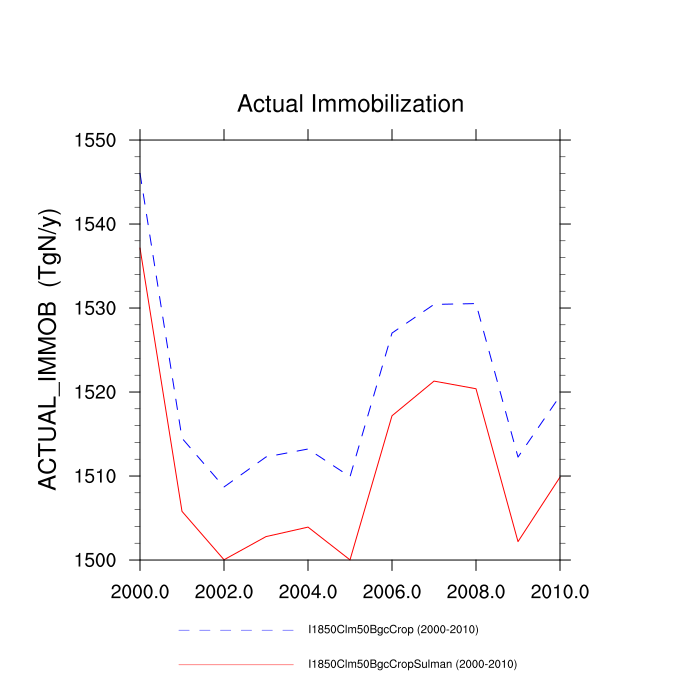 Actual Immobilization
ACTUAL_IMMOB (TgN/y)
1550
1540
1530
1520
1510
1500
2000.0 2002.0 2004.0 2006.0 2008.0 2010.0
I1850Clm50BgcCrop (2000-2010)
I1850Clm50BgcCropSulman (2000-2010)